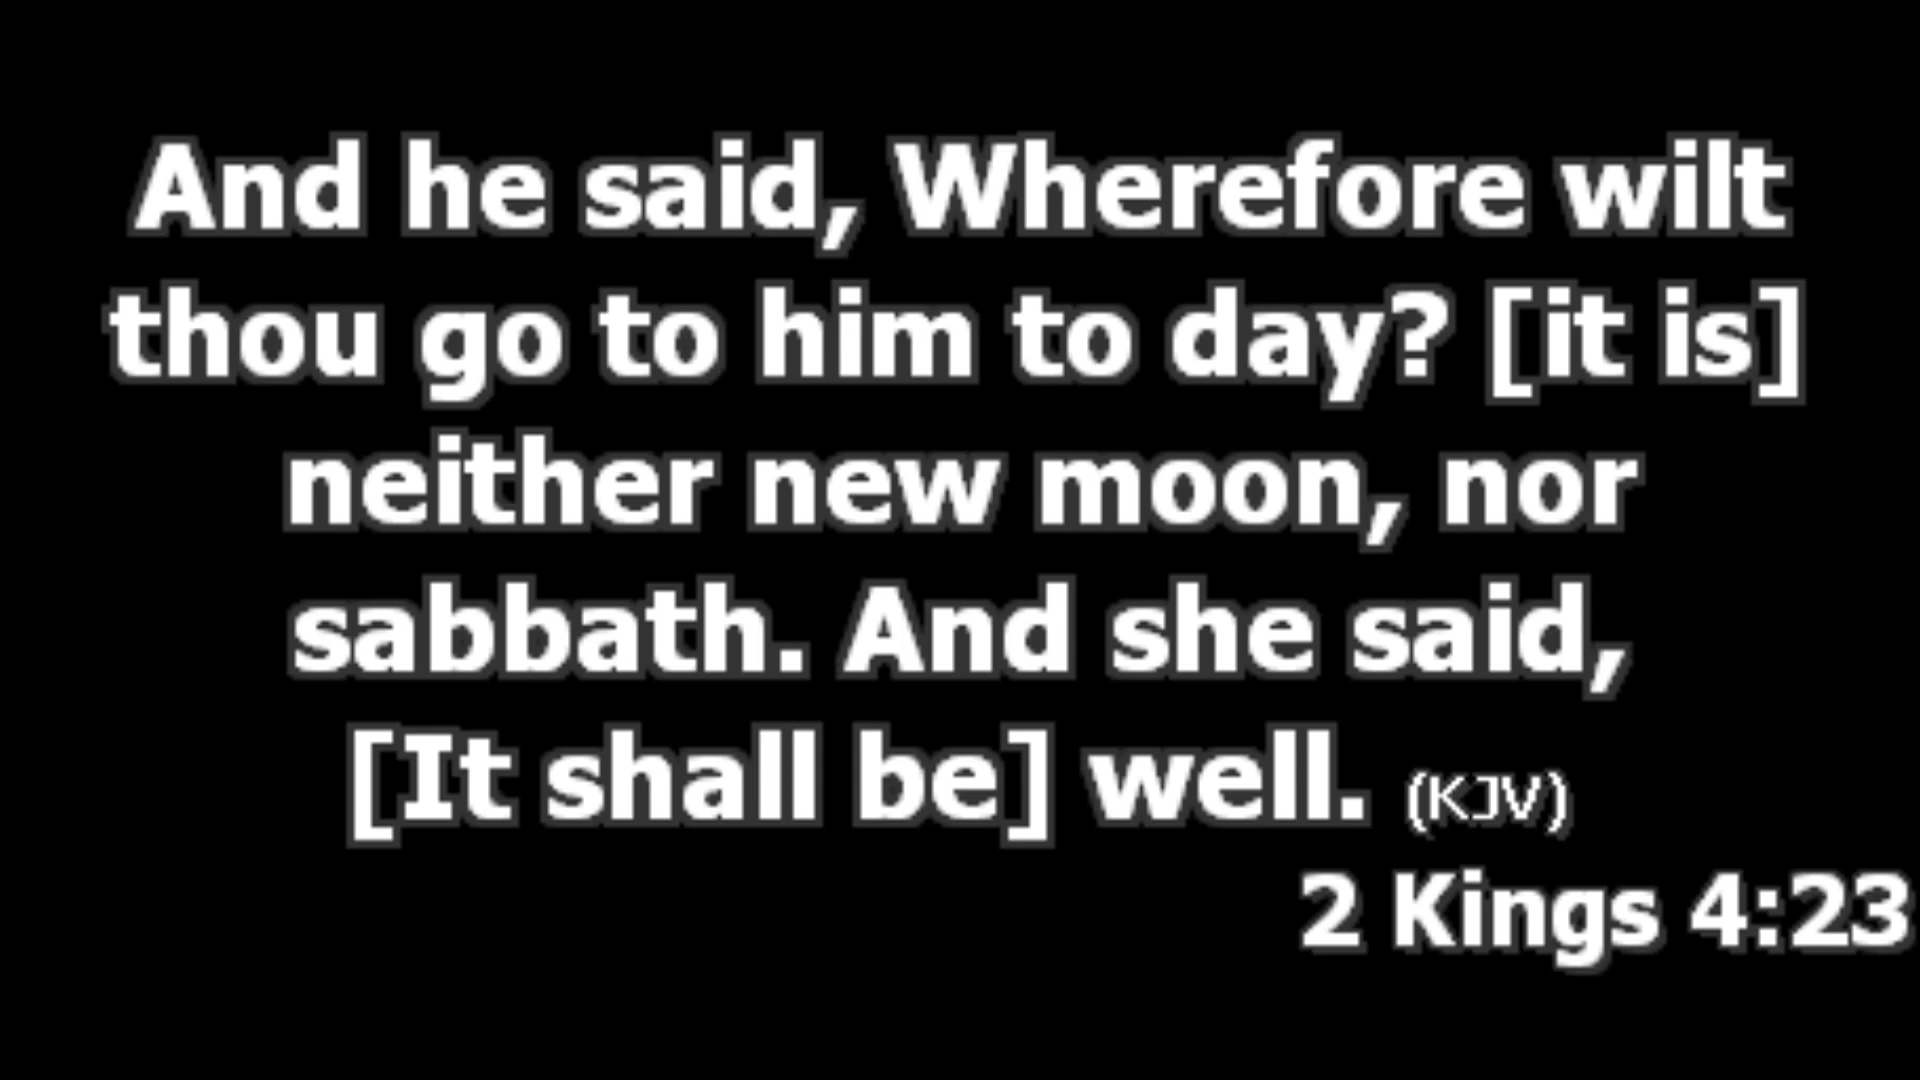 And he said, Wherefore wilt
thou go to him to day? [it is]
neither new moon, nor
sabbath. And she said,
[It shall be] well. (KJV)
2 Kings 4:23